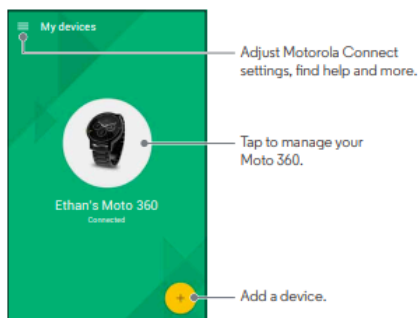 My devices
Adjust Motorola Connect
settings, find help and more.
Tap to manage your
Moto 360.
Ethan's Moto 360
Connected
Add a device.